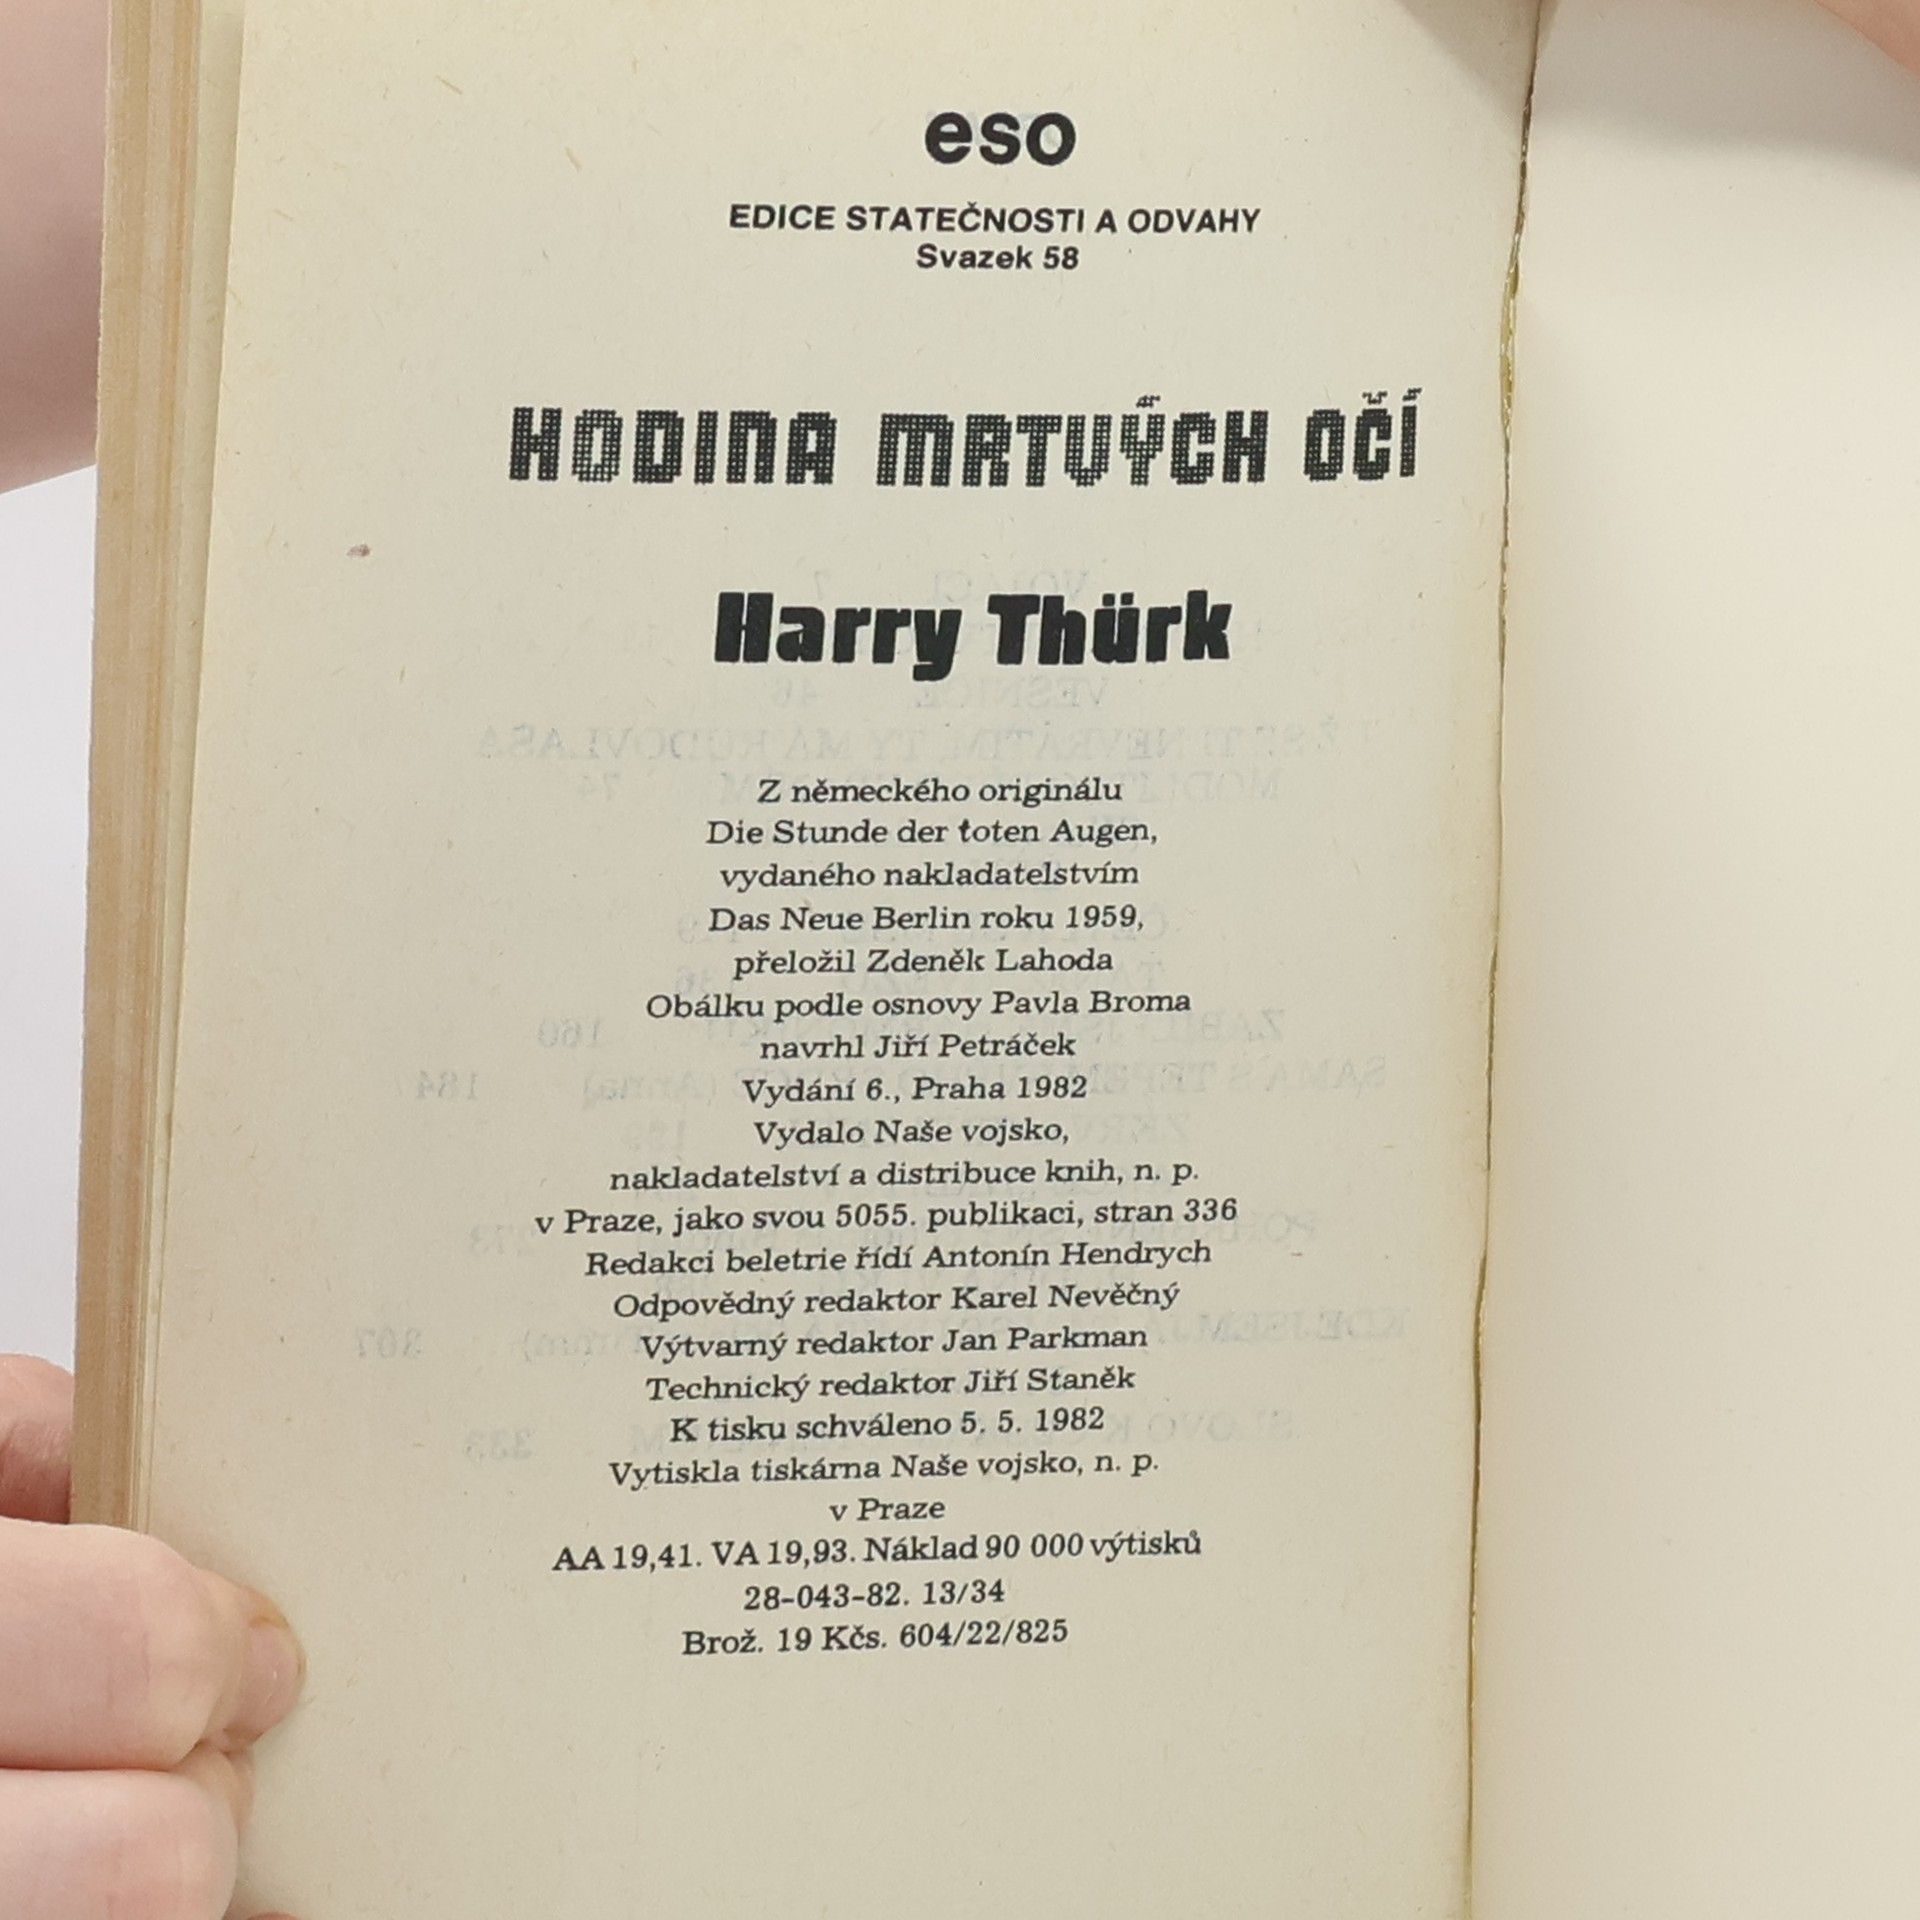 eso
EDICE STATEČNOSTI A ODVAHY
Svazek 58
HODINA MRTVÝCH OČÍ
Harry Thürk
Z německého originálu
Die Stunde der toten Augen,
vydaného nakladatelstvím
Das Neue Berlin roku 1959,
přeložil Zdeněk Lahoda
Obálku podle osnovy Pavla Broma
navrhl Jiří Petráček
Vydání 6., Praha 1982
Vydalo Naše vojsko,
nakladatelství a distribuce knih, n. p.
v Praze, jako svou 5055. publikaci, stran 336
Redakci beletrie řídí Antonín Hendrych
Odpovědný redaktor Karel Nevěčný
Výtvarný redaktor Jan Parkman
Technický redaktor Jiří Staněk
K tisku schváleno 5. 5. 1982
Vytiskla tiskárna Naše vojsko, n. p.
v Praze
AA 19,41. VA 19,93. Náklad 90 000 výtisků
28-043-82. 13/34
Brož. 19 Kčs. 604/22/825